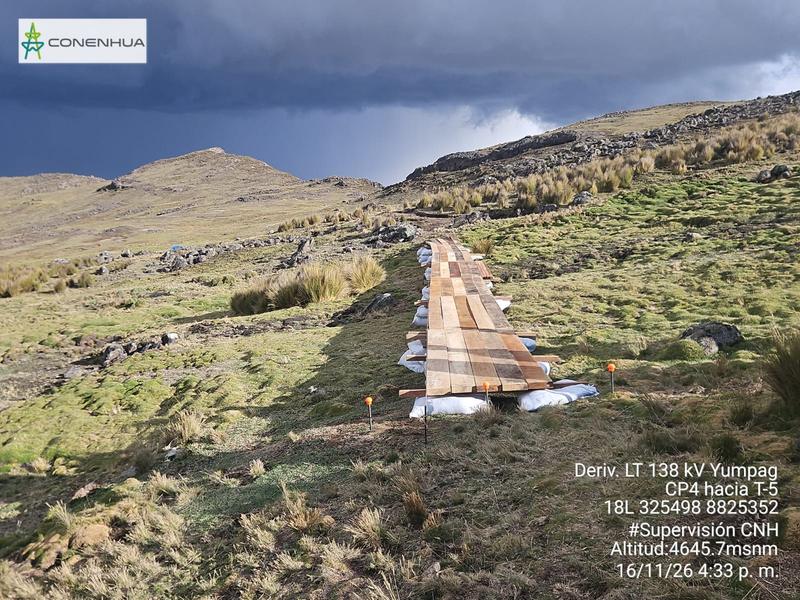 CONENHUA
Deriv. LT 138 kV Yumpag
CP4 hacia T-5
18L 325498 8825352
#Supervisión CNH
Altitud:4645.7msnm
16/11/26 4:33 p. m.